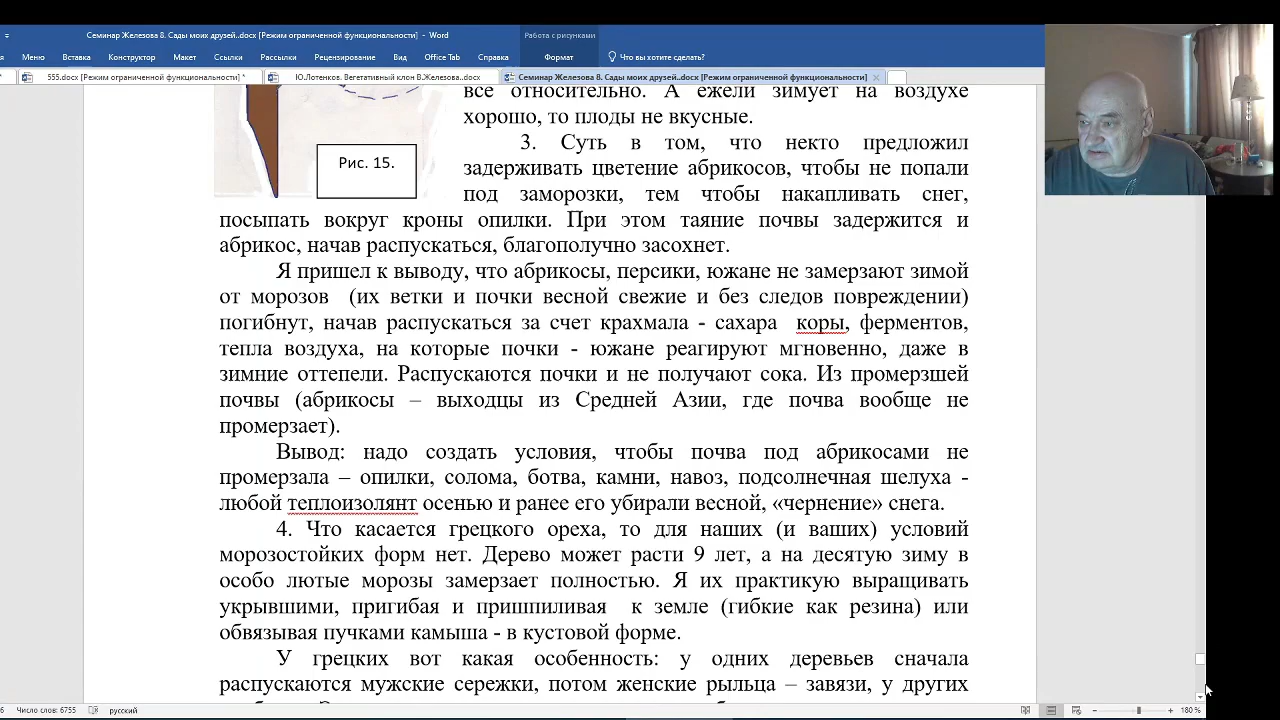 Семинар Железова 8. Сады моих друзей..docx [Режим ограниченной функциональности] - Word
Работа с рисунками
Меню Вставка Конструктор Макет Ссылки Рассылки Рецензирование Вид Office Tab Справка Формат Что вы хотите сделать?
555.docx [Режим ограниченной функциональности] * Ю.Лотенков. Вегетативный клон В.Железова..docx Семинар Железова 8. Сады моих друзей..docx [Режим ограниченной функциональности]
все относительно. А ежели зимует на воздухе
хорошо, то плоды не вкусные.
Рис. 15.
3. Суть в том, что некто предложил
задерживать цветение абрикосов, чтобы не попали
под заморозки, тем чтобы накапливать снег,
посыпать вокруг кроны опилки. При этом таяние почвы задержится и
абрикос, начав распускаться, благополучно засохнет.
Я пришел к выводу, что абрикосы, персики, южане не замерзают зимой
от морозов (их ветки и почки весной свежие и без следов повреждении)
погибнут, начав распускаться за счет крахмала - сахара коры, ферментов,
тепла воздуха, на которые почки - южане реагируют мгновенно, даже в
зимние оттепели. Распускаются почки и не получают сока. Из промерзшей
почвы (абрикосы – выходцы из Средней Азии, где почва вообще не
промерзает).
Вывод: надо создать условия, чтобы почва под абрикосами не
промерзала – опилки, солома, ботва, камни, навоз, подсолнечная шелуха -
любой теплоизолянт осенью и ранее его убирали весной, «чернение» снега.
4. Что касается грецкого ореха, то для наших (и ваших) условий
морозостойких форм нет. Дерево может расти 9 лет, а на десятую зиму в
особо лютые морозы замерзает полностью. Я их практикую выращивать
укрывшими, пригибая и пришпиливая к земле (гибкие как резина) или
обвязывая пучками камыша - в кустовой форме.
У грецких вот какая особенность: у одних деревьев сначала
распускаются мужские сережки, потом женские рыльца – завязи, у других
6 Число слов: 6755 русский 180 %